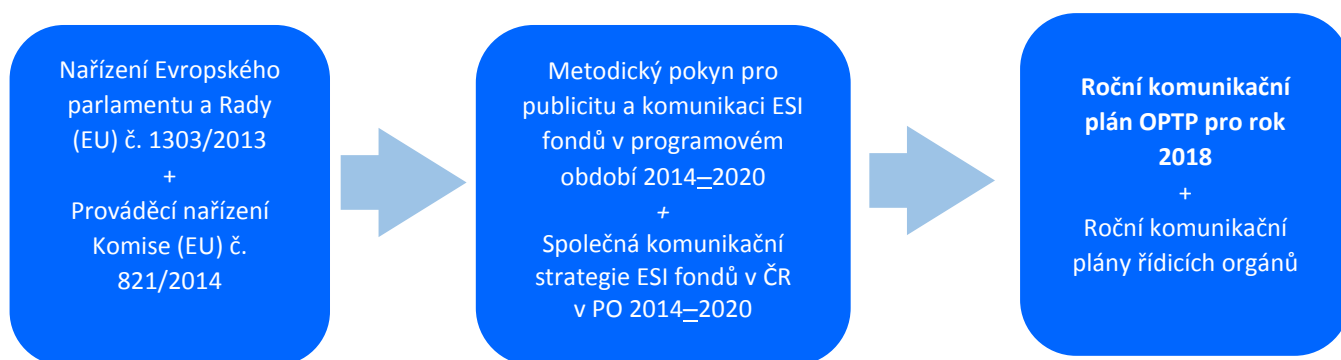 Nařízení Evropského
parlamentu a Rady
(EU) č. 1303/2013
+
Prováděcí nařízení
Komise (EU) č.
821/2014
Metodický pokyn pro
publicitu a komunikaci ESI
fondů v programovém
období 2014–2020
+
Společná komunikační
strategie ESI fondů v ČR
v PO 2014–2020
Roční komunikační
plán OPTP pro rok
2018
+
Roční komunikační
plány řídicích orgánů